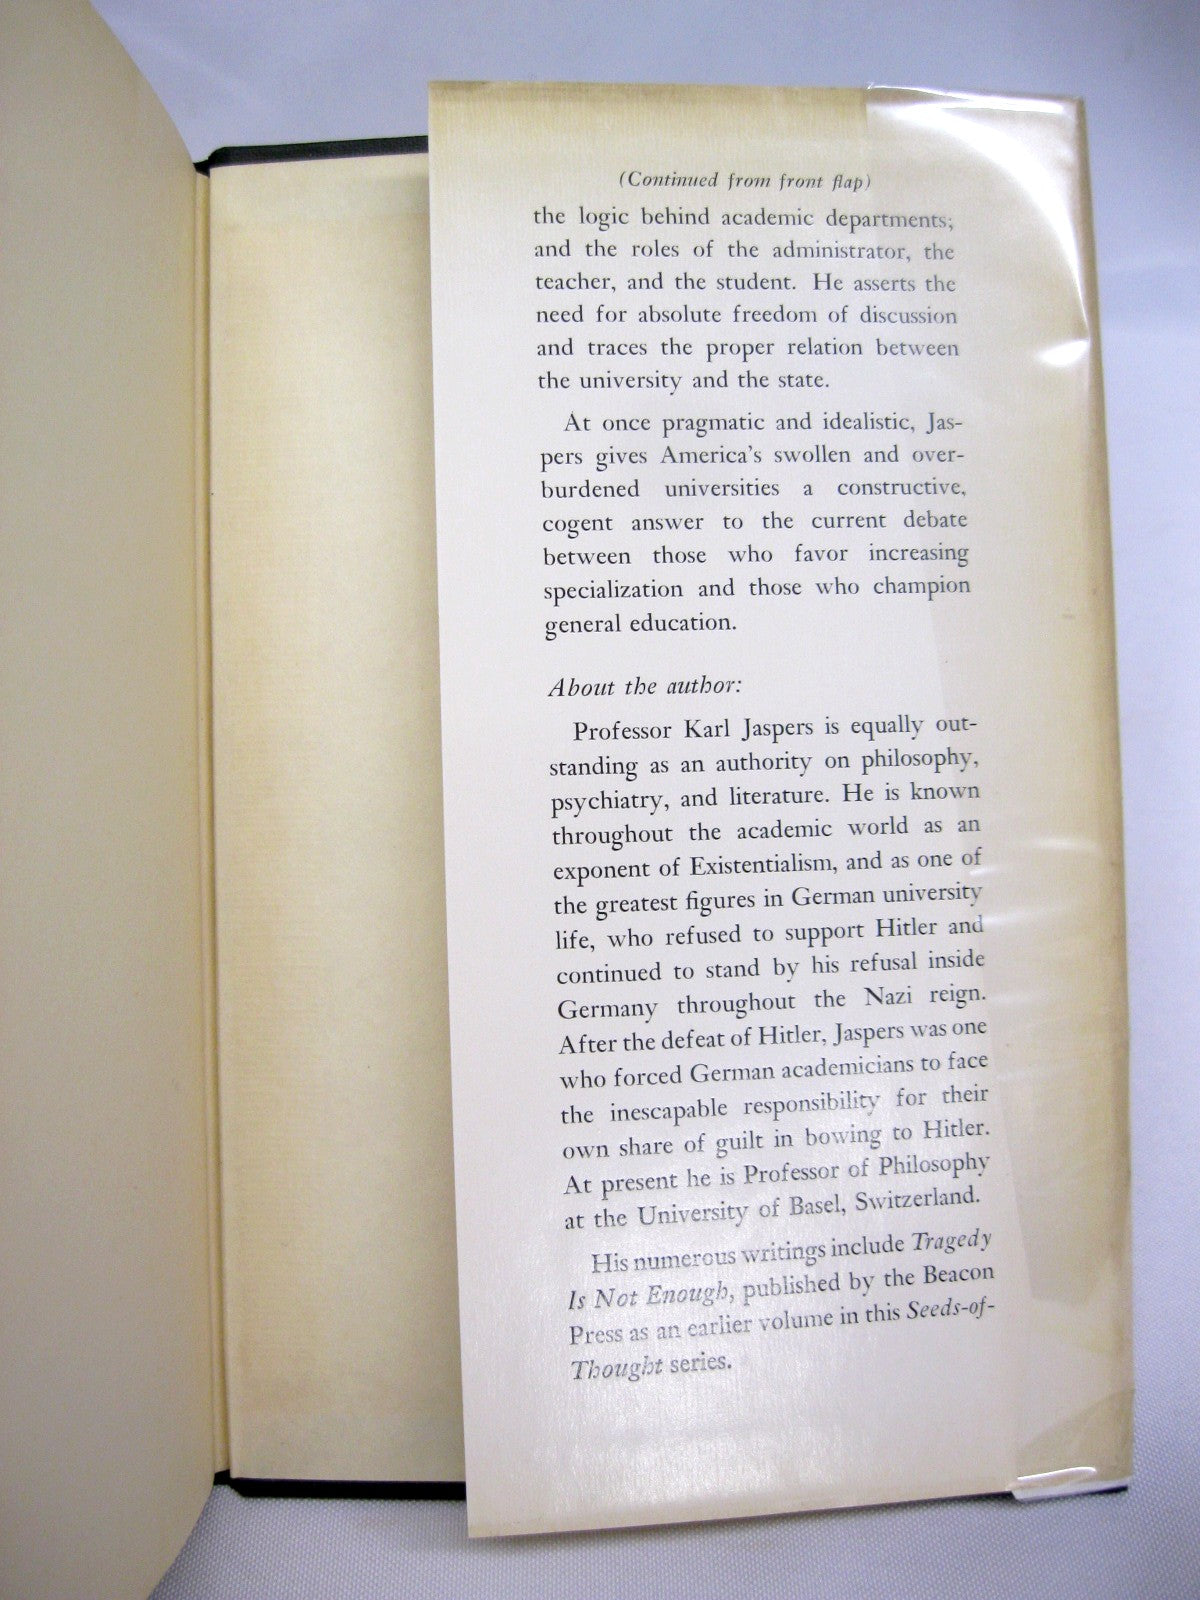 (Continued from front flap)
the logic behind academic departments;
and the roles of the administrator, the
teacher, and the student. He asserts the
need for absolute freedom of discussion
and traces the proper relation between
the university and the state.
At once pragmatic and idealistic, Jas-
pers gives America's swollen and over-
burdened universities a constructive,
cogent answer to the current debate
between those who favor increasing
specialization and those who champion
general education.
About the author:
Professor Karl Jaspers is equally out-
standing as an authority on philosophy,
psychiatry, and literature. He is known
throughout the academic world as an
exponent of Existentialism, and as one of
the greatest figures in German university
life, who refused to support Hitler and
continued to stand by his refusal inside
Germany throughout the Nazi reign.
After the defeat of Hitler, Jaspers was one
who forced German academicians to face
the inescapable responsibility for their
own share of guilt in bowing to Hitler.
At present he is Professor of Philosophy
at the University of Basel, Switzerland.
His numerous writings include Tragedy
Is Not Enough, published by the Beacon
Press as an earlier volume in this Seeds-of-
Thought series.